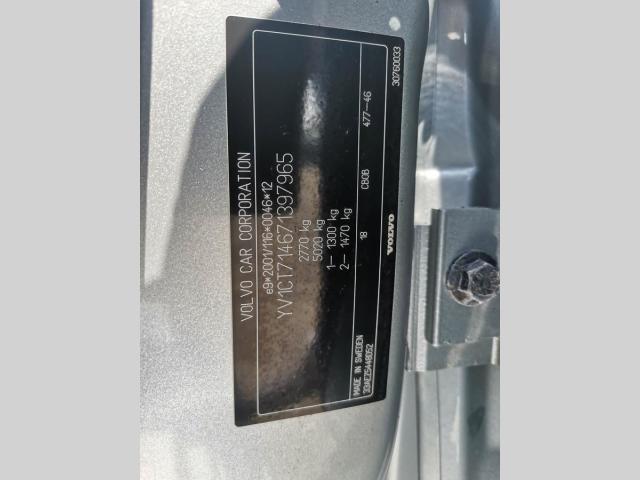 VOLVO CAR CORPORATION
e9*2001/116*0046*12
YV1CT714671397965
2770 kg
5020 kg
1- 1300 kg
2- 1470 kg
18 CBOB 477-46
MADE IN SWEDEN
VOLVO
30760033